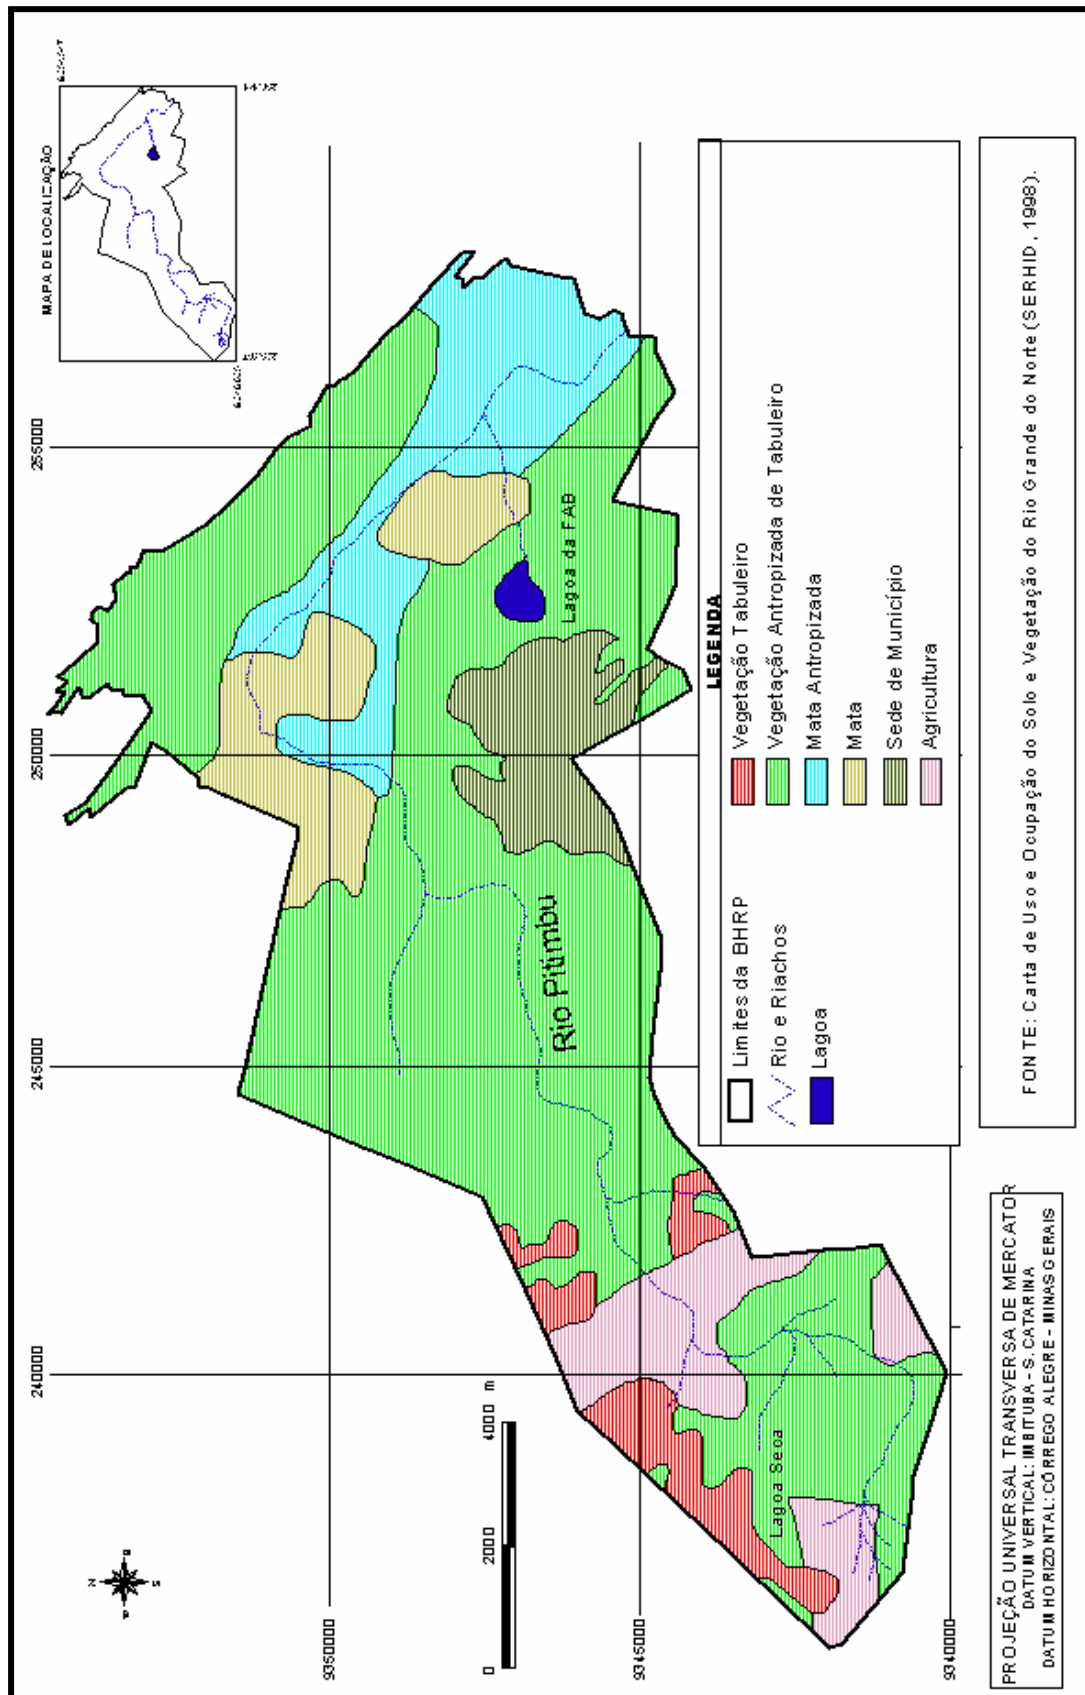 MAPA DE LOCALIZAÇÃO
255000
250000
245000
240000
9350000
9345000
9340000
Lagoa da FAB
Rio Pitimbu
Lagoa Seca
0 2000 4000 m
LEGENDA
Limites da BHRP
Rio e Riachos
Lagoa
Vegetação Tabuleiro
Vegetação Antropizada de Tabuleiro
Mata Antropizada
Mata
Sede de Município
Agricultura
PROJEÇÃO UNIVERSAL TRANSVERSA DE MERCATOR
DATUM VERTICAL: IMBITUBA - S. CATARINA
DATUM HORIZONTAL: CÓRREGO ALEGRE - MINAS GERAIS
FONTE: Carta de Uso e Ocupação do Solo e Vegetação do Rio Grande do Norte (SERHID, 1998).